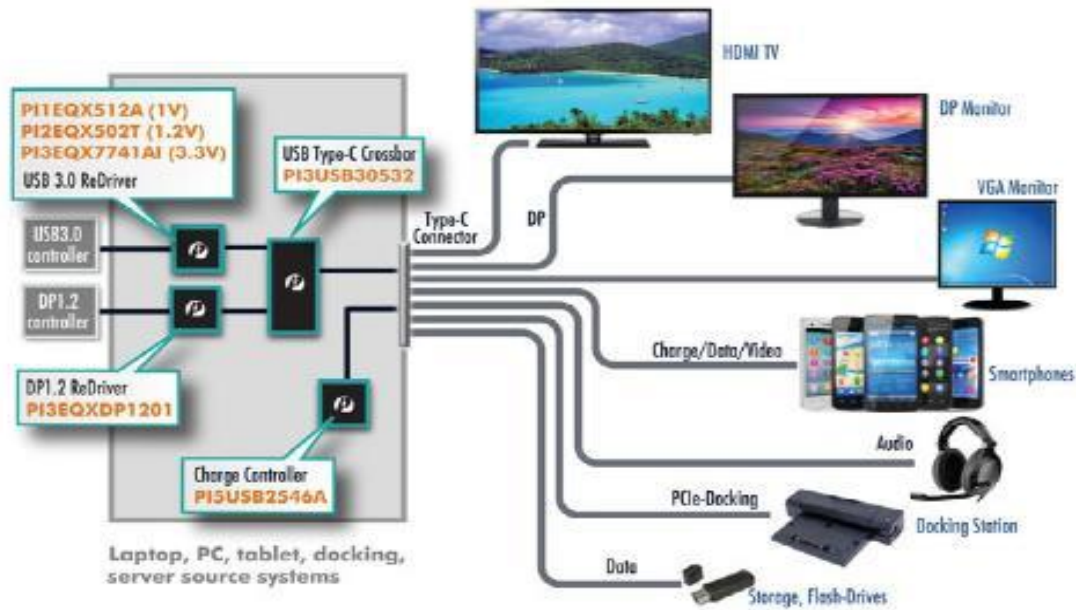 HDMI TV
DP Monitor
VGA Monitor
PI1EQX512A (1V)
PI2EQX502T (1.2V)
PI3EQX7741AI (3.3V)
USB 3.0 ReDriver
USB Type-C Crossbar
PI3USB30532
Type-C
Connector
DP
USB3.0
controller
DP1.2
controller
Charge/Data/Video
Smartphones
DP1.2 ReDriver
PI3EQXDP1201
Audio
Charge Controller
PI5USB2546A
PCIe-Docking
Docking Station
Laptop, PC, tablet, docking,
server source systems
Data
Storage, Flash-Drives